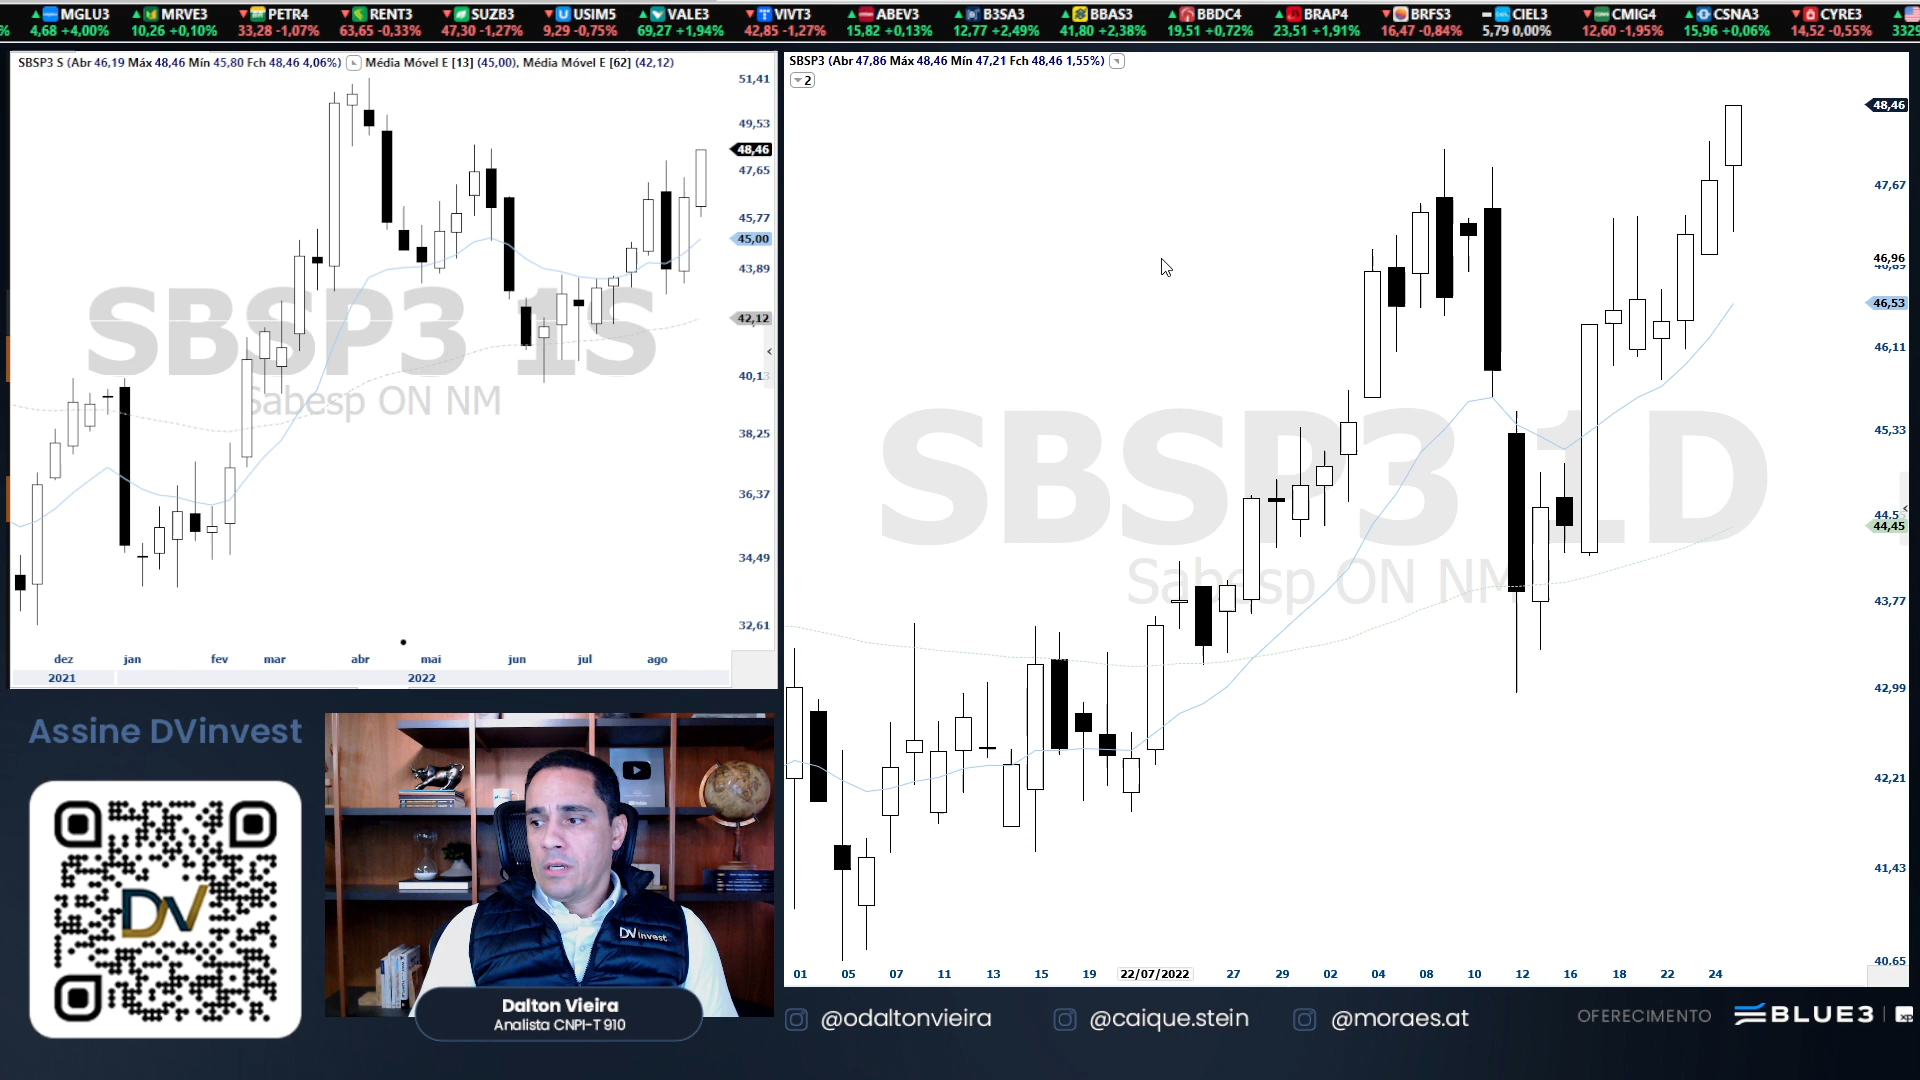 MGLU3 MRVE3 PETR4 RENT3 SUZB3 USIM5 VALE3 VIVT3 ABEV3 B3SA3 BBAS3 BBDC4 BRAP4 BRFS3 CIEL3 CMIG4 CSNA3 CYRE3
% 4,68 +4,00% 10,26 +0,10% 33,28 -1,07% 63,65 -0,33% 47,30 -1,27% 9,29 -0,75% 69,27 +1,94% 42,85 -1,27% 15,82 +0,13% 12,77 +2,49% 41,80 +2,38% 19,51 +0,72% 23,51 +1,91% 16,47 -0,84% 5,79 0,00% 12,60 -1,95% 15,96 +0,06% 14,52 -0,55% 3329
SBSP3 S (Abr 46,19 Máx 48,46 Mín 45,80 Fch 48,46 4,06%) Média Móvel E [13] (45,00), Média Móvel E [62] (42,12)
51,41
49,53
48,46
47,65
45,77
45,00
43,89
42,12
40,13
38,25
36,37
34,49
32,61
SBSP3 1S
Sabesp ON NM
dez jan fev mar abr mai jun jul ago
2021 2022
SBSP3 (Abr 47,86 Máx 48,46 Mín 47,21 Fch 48,46 1,55%)
2
48,46
47,67
46,96
46,53
46,11
45,33
44,45
43,77
42,99
42,21
41,43
40,65
SBSP3 1D
Sabesp ON NM
01 05 07 11 13 15 19 22/07/2022 27 29 02 04 08 10 12 16 18 22 24
Assine DVinvest
DV
DVinvest
Dalton Vieira
Analista CNPI-T 910
@odaltonvieira @caique.stein @moraes.at
OFERECIMENTO BLUE3 xp